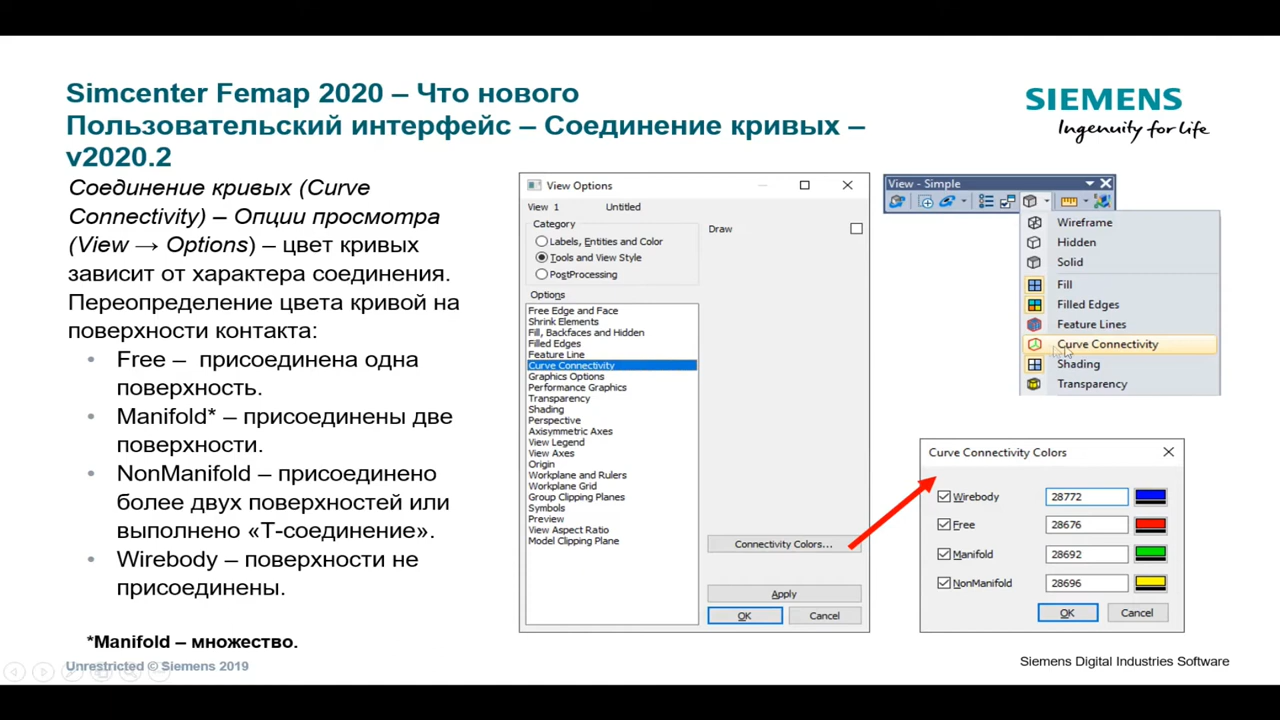 Simcenter Femap 2020 – Что нового
Пользовательский интерфейс – Соединение кривых –
v2020.2
SIEMENS
Ingenuity for life
Соединение кривых (Curve
Connectivity) – Опции просмотра
(View → Options) – цвет кривых
зависит от характера соединения.
Переопределение цвета кривой на
поверхности контакта:
• Free – присоединена одна
поверхность.
• Manifold* – присоединены две
поверхности.
• NonManifold – присоединено
более двух поверхностей или
выполнено «Т-соединение».
• Wirebody – поверхности не
присоединены.
*Manifold – множество.
View Options
View 1 Untitled
Category
Labels, Entities and Color
Tools and View Style
PostProcessing
Options
Free Edge and Face
Shrink Elements
Fill, Backfaces and Hidden
Filled Edges
Feature Line
Curve Connectivity
Graphics Options
Performance Graphics
Transparency
Shading
Perspective
Axisymmetric Axes
View Legend
View Axes
Origin
Workplane and Rulers
Workplane Grid
Group Clipping Planes
Symbols
Preview
View Aspect Ratio
Model Clipping Plane
Draw
Connectivity Colors...
Apply
OK Cancel
View - Simple
Wireframe
Hidden
Solid
Fill
Filled Edges
Feature Lines
Curve Connectivity
Shading
Transparency
Curve Connectivity Colors
Wirebody 28772
Free 28676
Manifold 28692
NonManifold 28696
OK Cancel
Unrestricted © Siemens 2019
Siemens Digital Industries Software